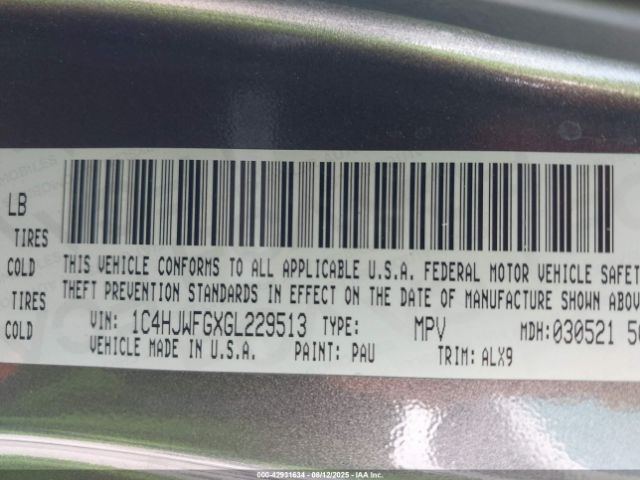 LB
TIRES
COLD
THIS VEHICLE CONFORMS TO ALL APPLICABLE U.S.A. FEDERAL MOTOR VEHICLE SAFETY
TIRES
THEFT PREVENTION STANDARDS IN EFFECT ON THE DATE OF MANUFACTURE SHOWN ABOV
COLD
VIN: 1C4HJWFGXGL229513 TYPE: MPV MDH:030521
VEHICLE MADE IN U.S.A. PAINT: PAU TRIM: ALX9
000-42931634 - 08/12/2025 - IAA Inc.